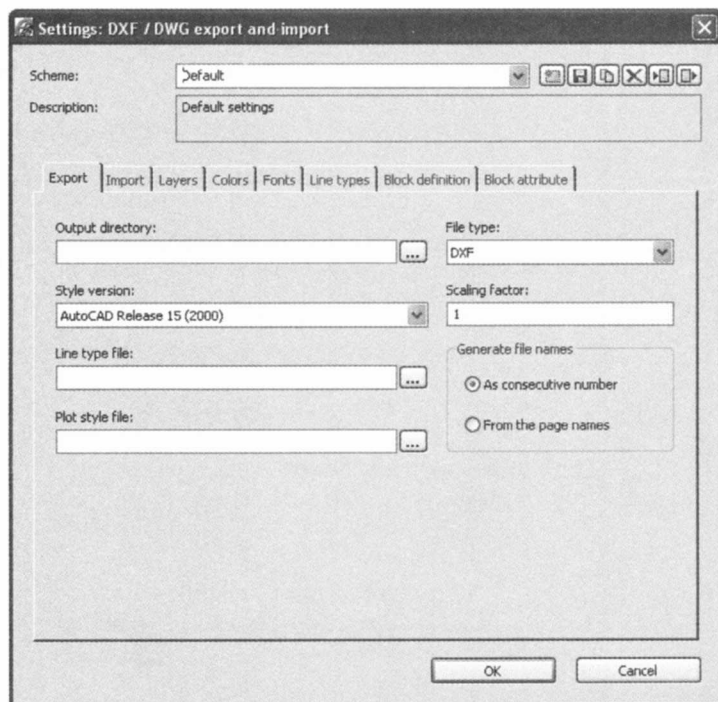 Settings: DXF / DWG export and import
Scheme:
Default
Description:
Default settings
Export Import Layers Colors Fonts Line types Block definition Block attribute
Output directory:
...
File type:
DXF
Style version:
AutoCAD Release 15 (2000)
Scaling factor:
1
Line type file:
...
Generate file names
As consecutive number
From the page names
Plot style file:
...
OK Cancel